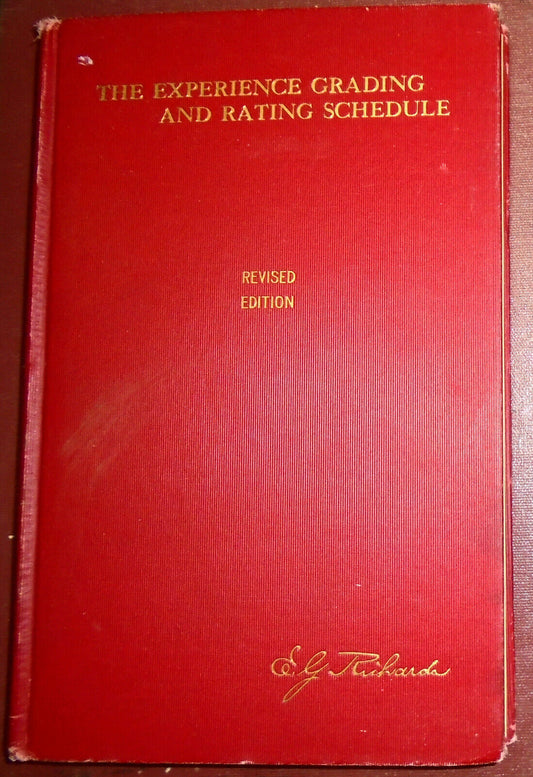 THE EXPERIENCE GRADING
AND RATING SCHEDULE
REVISED
EDITION
E G Richards